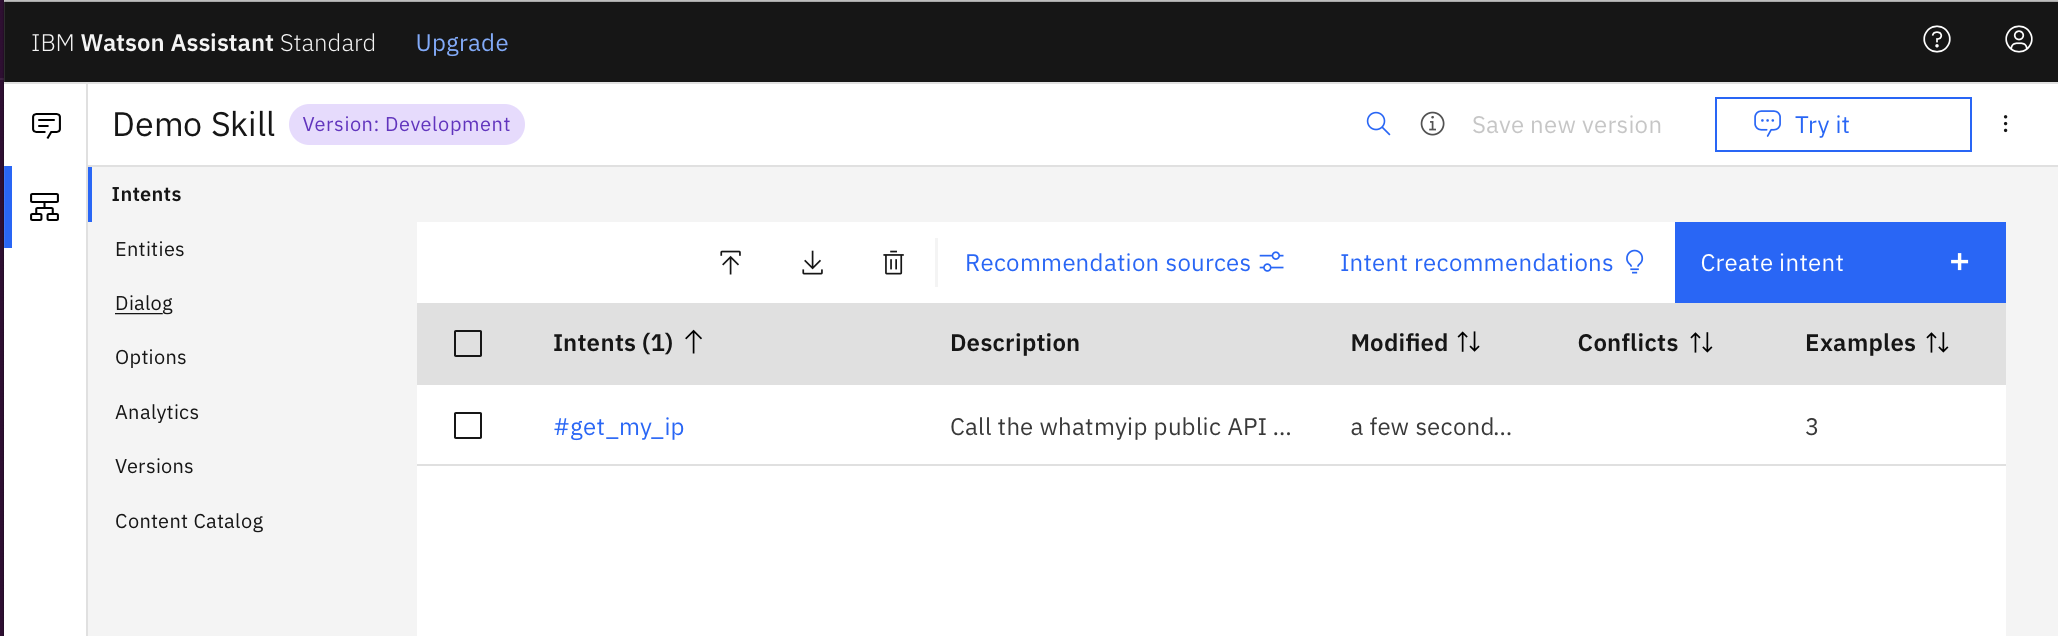 IBM Watson Assistant Standard Upgrade
Demo Skill Version: Development Save new version Try it
Intents
Entities
Dialog
Options
Analytics
Versions
Content Catalog
Recommendation sources Intent recommendations Create intent +
Intents (1) Description Modified Conflicts Examples
#get_my_ip Call the whatmyip public API ... a few second... 3